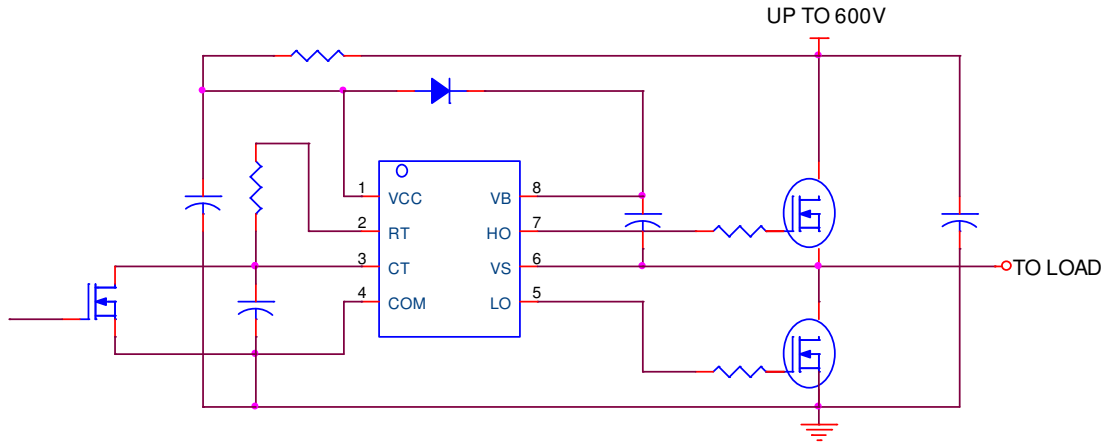 UP TO 600V
1 VCC VB 8
2 RT HO 7
3 CT VS 6
4 COM LO 5
TO LOAD